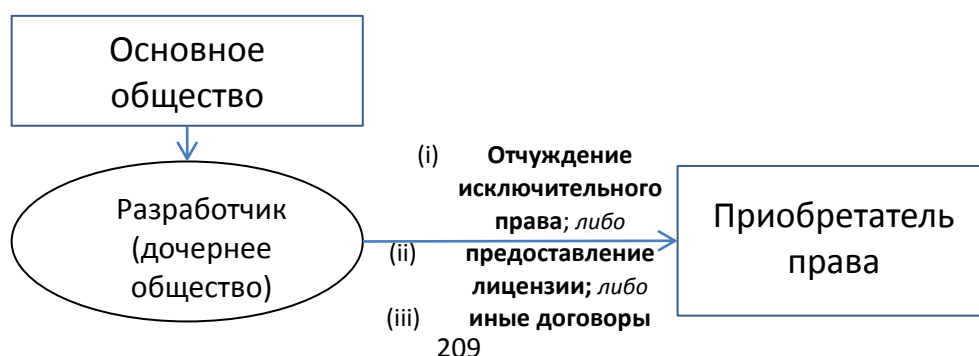 Основное
общество
Разработчик
(дочернее
общество)
(i) Отчуждение
исключительного
права; либо
(ii) предоставление
лицензии; либо
(iii) иные договоры
Приобретатель
права
209